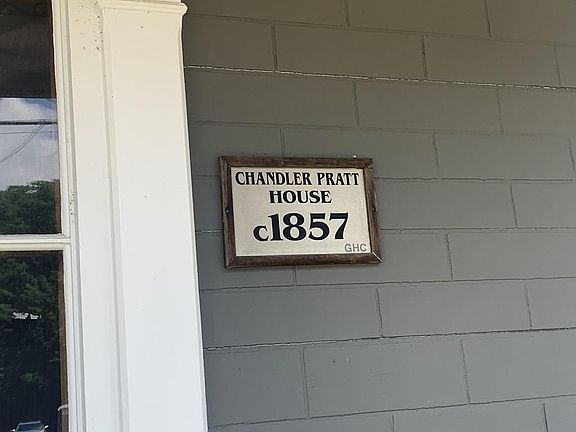 CHANDLER PRATT
HOUSE
c1857
GHC